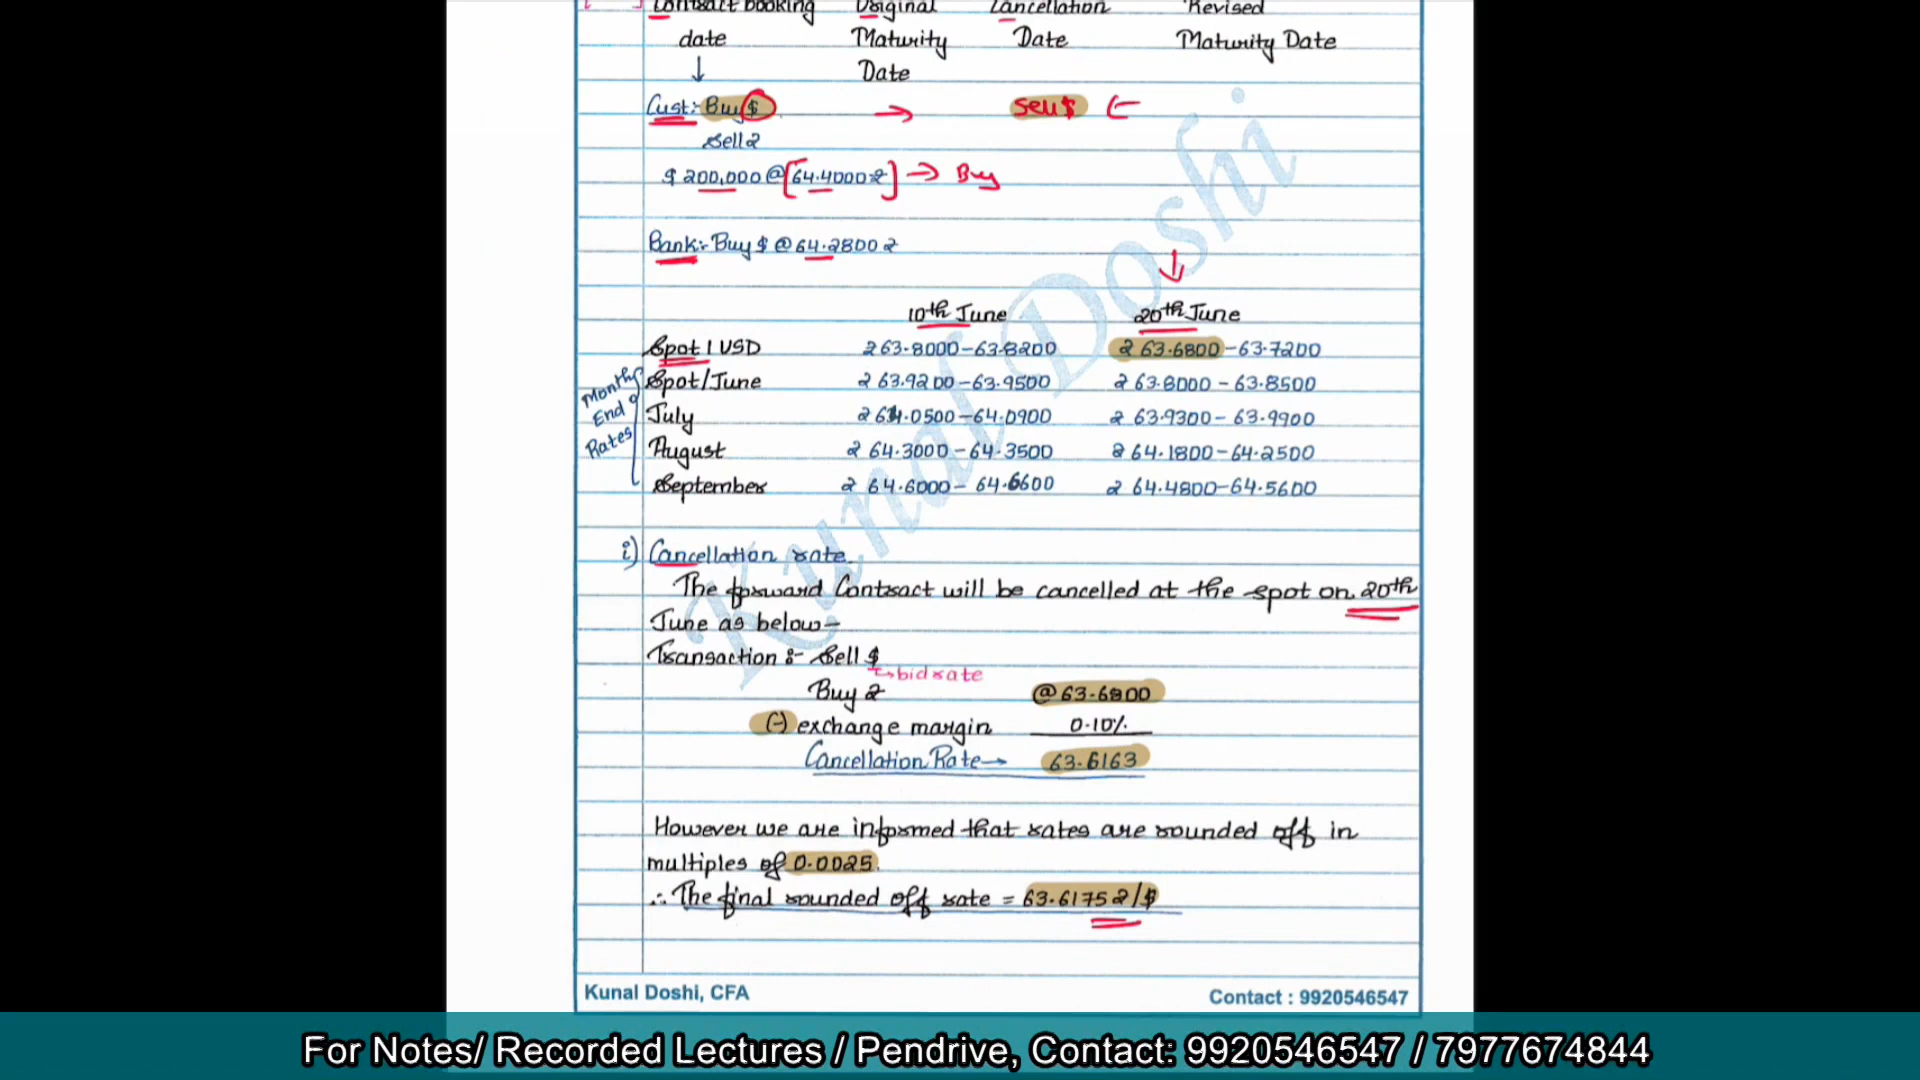 Contract booking Original Cancellation Revised
date Maturity Date Maturity Date
↓ Date
Cust:- Buy $ → Sell $ ←
Sell ₹
$ 200,000 @ [64.4000 ₹] → Buy
Bank:- Buy $ @ 64.2800 ₹
↓
10th June 20th June
Spot / USD ₹ 63.8000-63.8200 ₹ 63.6800-63.7200
Month End Rates
Spot/June ₹ 63.9200-63.9500 ₹ 63.8000-63.8500
July ₹ 64.0500-64.0900 ₹ 63.9300-63.9900
August ₹ 64.3000-64.3500 ₹ 64.1800-64.2500
September ₹ 64.6000-64.6600 ₹ 64.4800-64.5600
i) Cancellation rate.
The forward Contract will be cancelled at the spot on 20th
June as below-
Transaction :- Sell $
↳ bid rate
Buy ₹ @ 63.6800
(-) exchange margin 0.10%
Cancellation Rate → 63.6163
However we are informed that rates are rounded off in
multiples of 0.0025.
∴ The final rounded off rate = 63.6175 ₹/$
Kunal Doshi
Kunal Doshi, CFA Contact : 9920546547
For Notes/ Recorded Lectures / Pendrive, Contact: 9920546547 / 7977674844